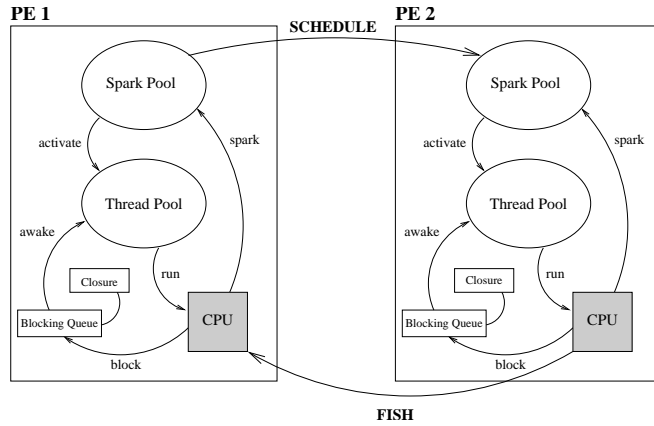 PE 1
PE 2
SCHEDULE
Spark Pool
Spark Pool
activate
spark
activate
spark
Thread Pool
Thread Pool
awake
awake
run
run
Closure
Closure
Blocking Queue
CPU
Blocking Queue
CPU
block
block
FISH